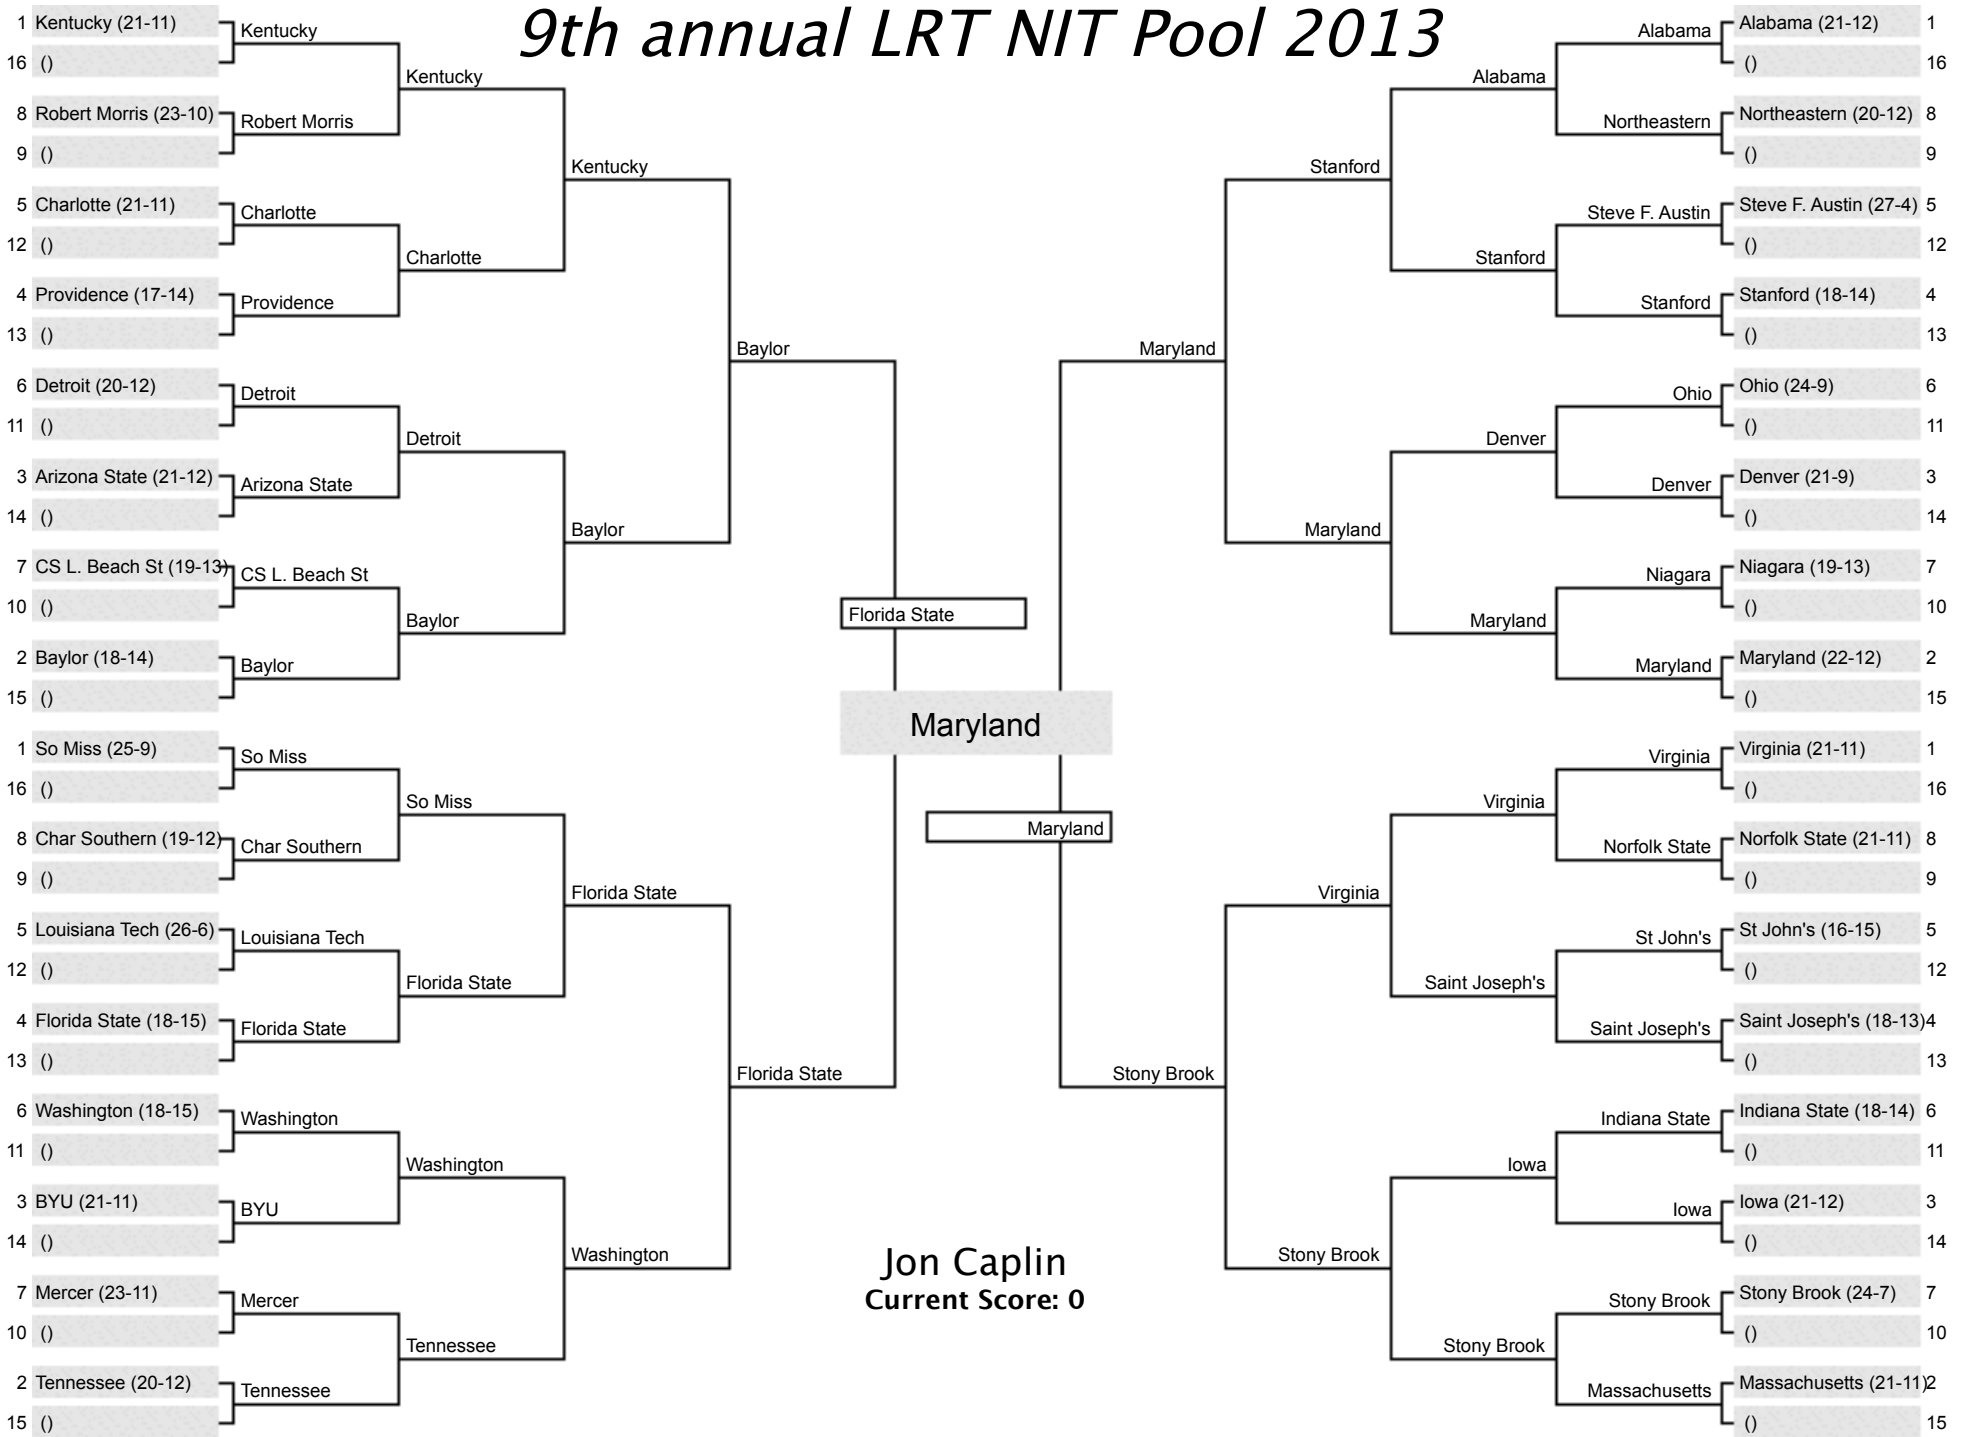 9th annual LRT NIT Pool 2013
1 Kentucky (21-11)
16 ()
8 Robert Morris (23-10)
9 ()
5 Charlotte (21-11)
12 ()
4 Providence (17-14)
13 ()
6 Detroit (20-12)
11 ()
3 Arizona State (21-12)
14 ()
7 CS L. Beach St (19-13)
10 ()
2 Baylor (18-14)
15 ()
1 So Miss (25-9)
16 ()
8 Char Southern (19-12)
9 ()
5 Louisiana Tech (26-6)
12 ()
4 Florida State (18-15)
13 ()
6 Washington (18-15)
11 ()
3 BYU (21-11)
14 ()
7 Mercer (23-11)
10 ()
2 Tennessee (20-12)
15 ()
Kentucky
Robert Morris
Charlotte
Providence
Detroit
Arizona State
CS L. Beach St
Baylor
So Miss
Char Southern
Louisiana Tech
Florida State
Washington
BYU
Mercer
Tennessee
Kentucky
Charlotte
Detroit
Baylor
So Miss
Florida State
Washington
Tennessee
Kentucky
Baylor
Florida State
Washington
Baylor
Florida State
Florida State
Maryland
Maryland
Jon Caplin
Current Score: 0
Maryland
Stony Brook
Stanford
Maryland
Virginia
Stony Brook
Alabama
Stanford
Denver
Maryland
Virginia
Saint Joseph's
Iowa
Stony Brook
Alabama
Northeastern
Steve F. Austin
Stanford
Ohio
Denver
Niagara
Maryland
Virginia
Norfolk State
St John's
Saint Joseph's
Indiana State
Iowa
Stony Brook
Massachusetts
Alabama (21-12) 1
() 16
Northeastern (20-12) 8
() 9
Steve F. Austin (27-4) 5
() 12
Stanford (18-14) 4
() 13
Ohio (24-9) 6
() 11
Denver (21-9) 3
() 14
Niagara (19-13) 7
() 10
Maryland (22-12) 2
() 15
Virginia (21-11) 1
() 16
Norfolk State (21-11) 8
() 9
St John's (16-15) 5
() 12
Saint Joseph's (18-13) 4
() 13
Indiana State (18-14) 6
() 11
Iowa (21-12) 3
() 14
Stony Brook (24-7) 7
() 10
Massachusetts (21-11) 2
() 15